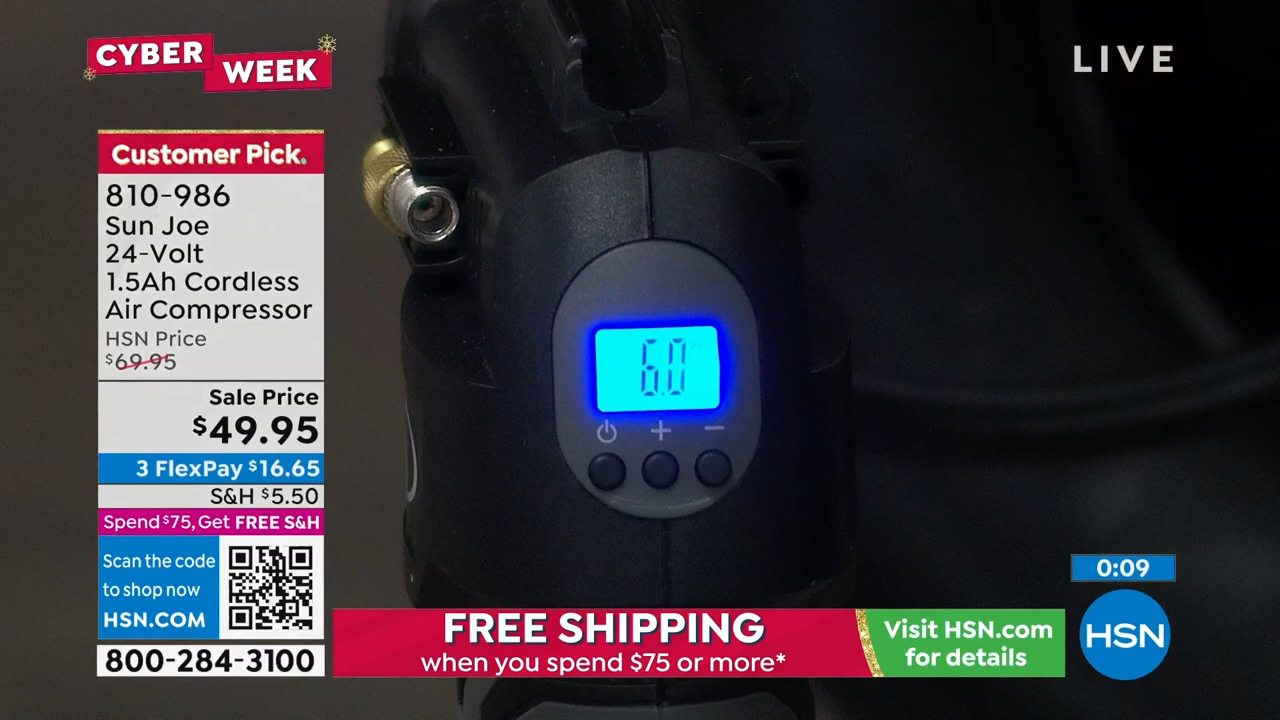 CYBER
WEEK
LIVE
Customer Pick.
810-986
Sun Joe
24-Volt
1.5Ah Cordless
Air Compressor
HSN Price
$69.95
Sale Price
$49.95
3 FlexPay $16.65
S&H $5.50
Spend $75, Get FREE S&H
Scan the code
to shop now
HSN.COM
800-284-3100
6.0 PSI
+ −
FREE SHIPPING
when you spend $75 or more*
Visit HSN.com
for details
0:09
HSN